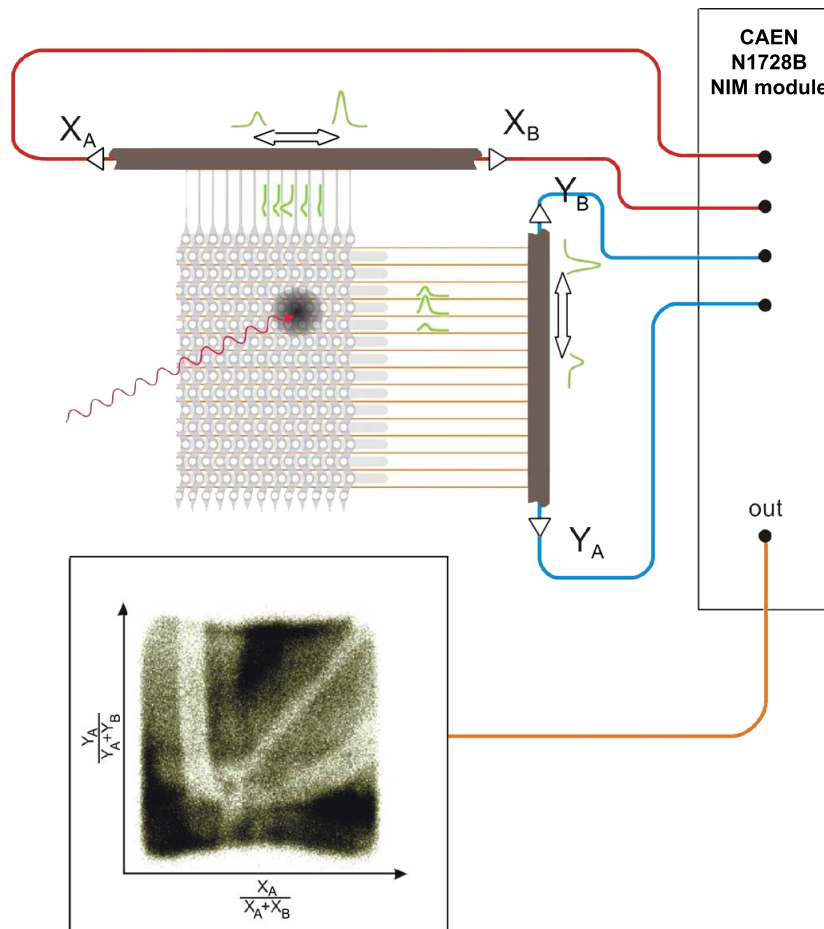 CAEN
N1728B
NIM module
X_A
X_B
Y_B
Y_A
out
Y_A
Y_A+Y_B
X_A
X_A+X_B